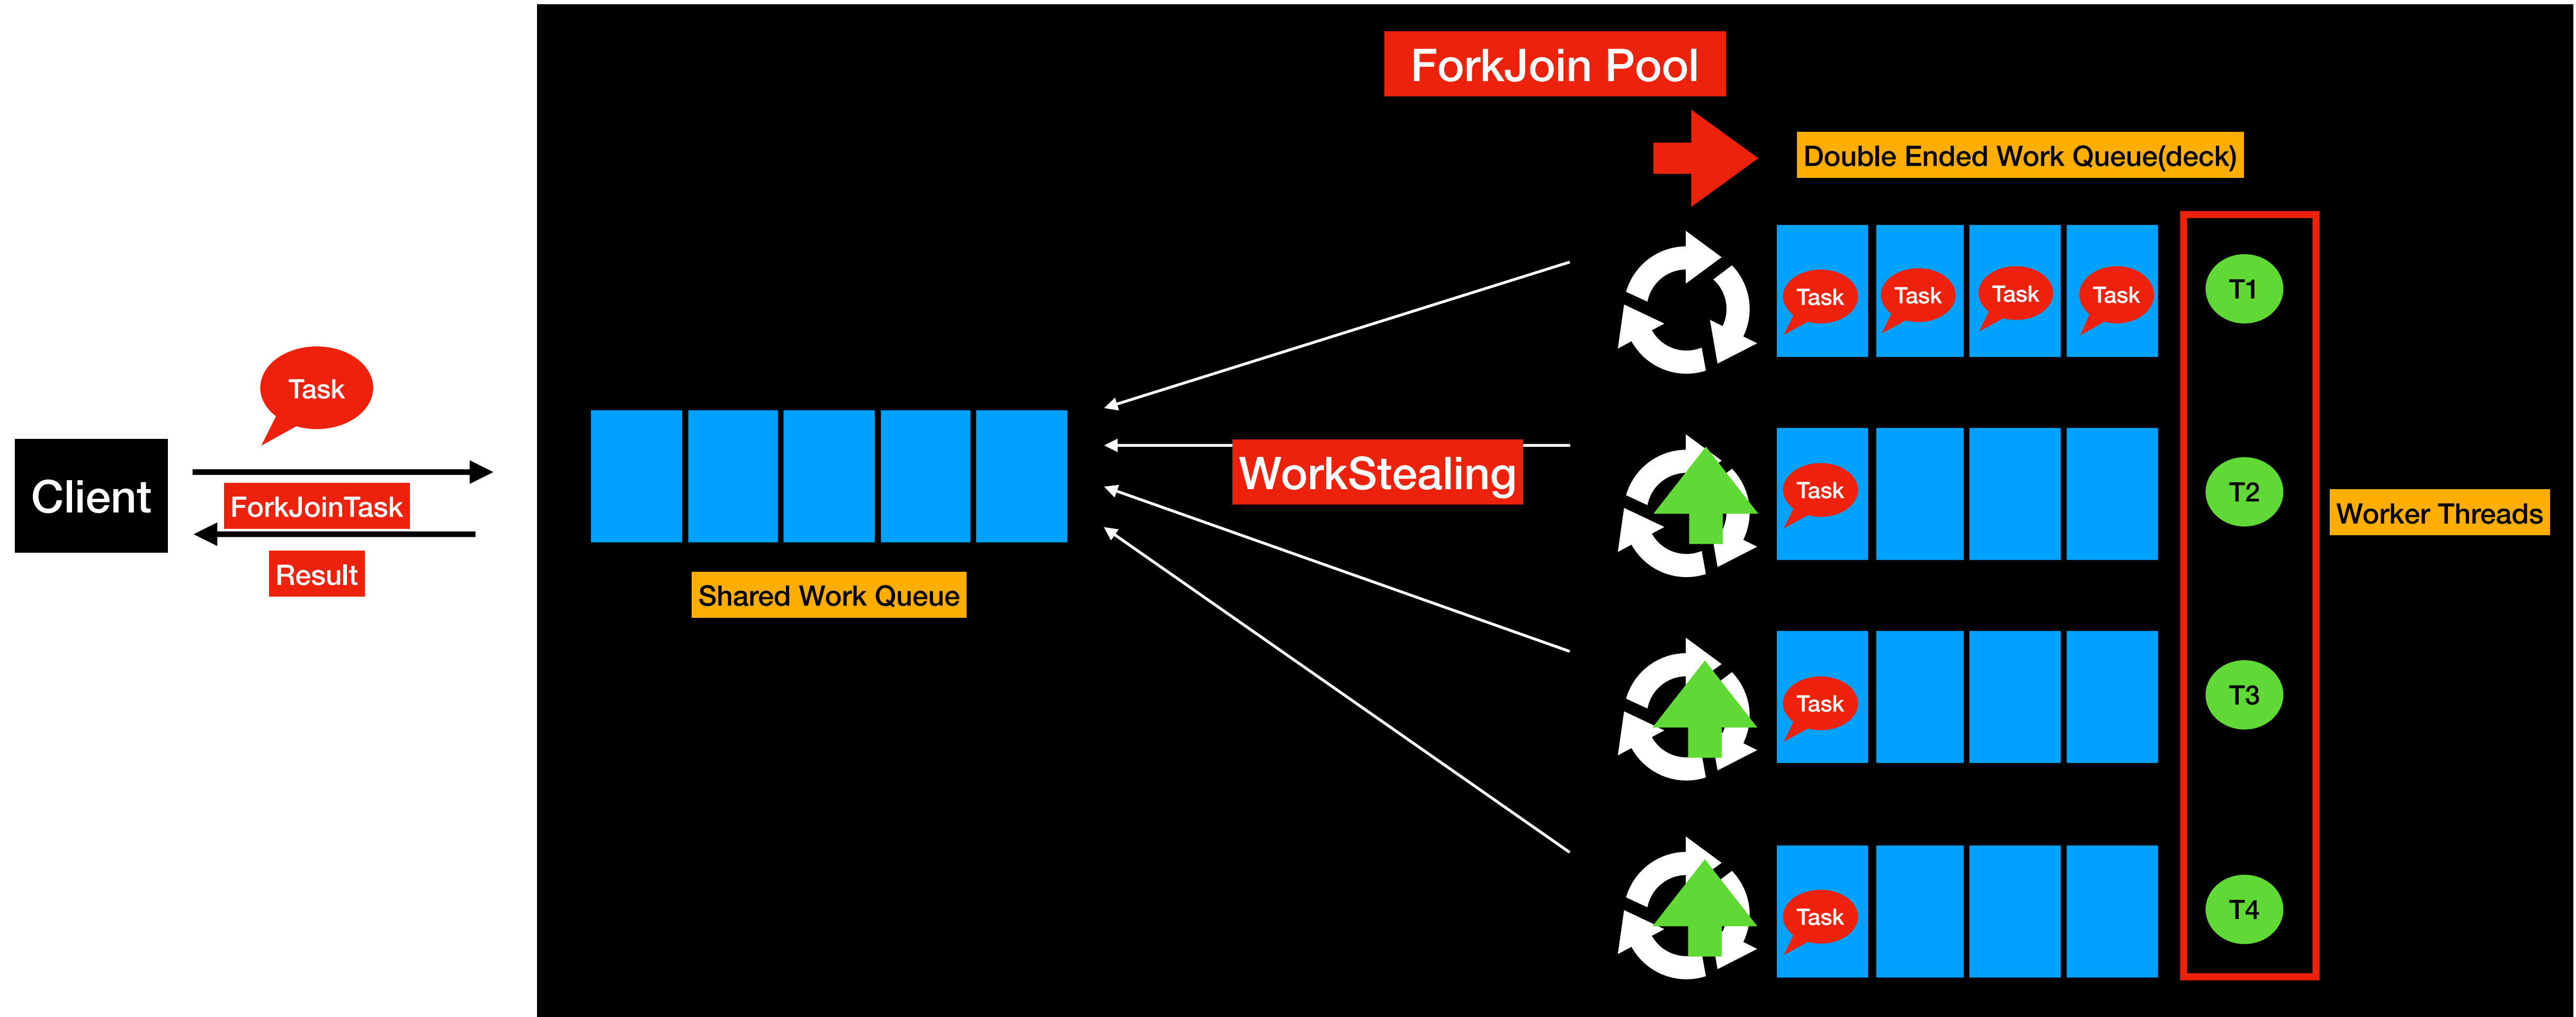 ForkJoin Pool
Double Ended Work Queue(deck)
Task
Task
Task
Task
T1
Task
Client
ForkJoinTask
Result
Shared Work Queue
WorkStealing
Task
T2
Worker Threads
Task
T3
Task
T4